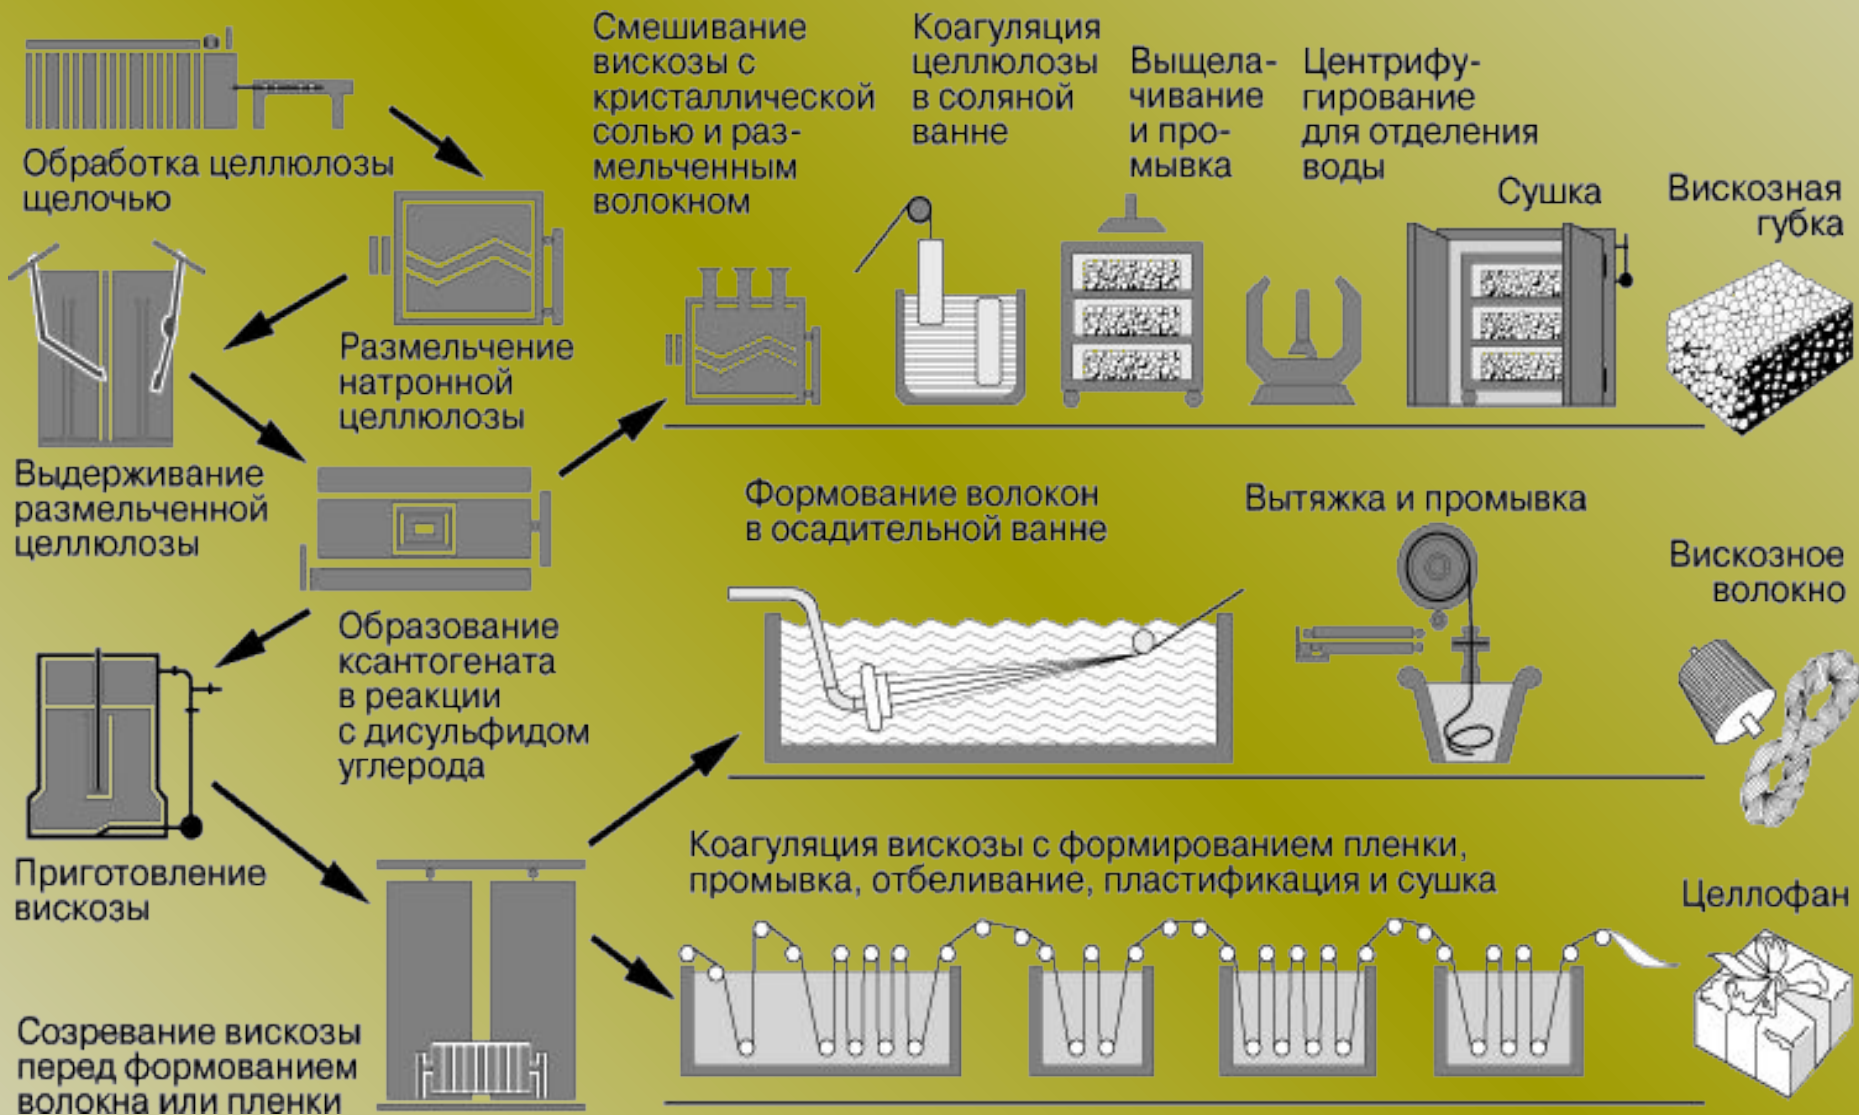 Обработка целлюлозы
щелочью
Размельчение
натронной
целлюлозы
Выдерживание
размельченной
целлюлозы
Образование
ксантогената
в реакции
с дисульфидом
углерода
Приготовление
вискозы
Созревание вискозы
перед формованием
волокна или пленки
Смешивание
вискозы с
кристаллической
солью и раз-
мельченным
волокном
Коагуляция
целлюлозы
в соляной
ванне
Выщела-
чивание
и про-
мывка
Центрифу-
гирование
для отделения
воды
Сушка
Вискозная
губка
Формование волокон
в осадительной ванне
Вытяжка и промывка
Вискозное
волокно
Коагуляция вискозы с формированием пленки,
промывка, отбеливание, пластификация и сушка
Целлофан